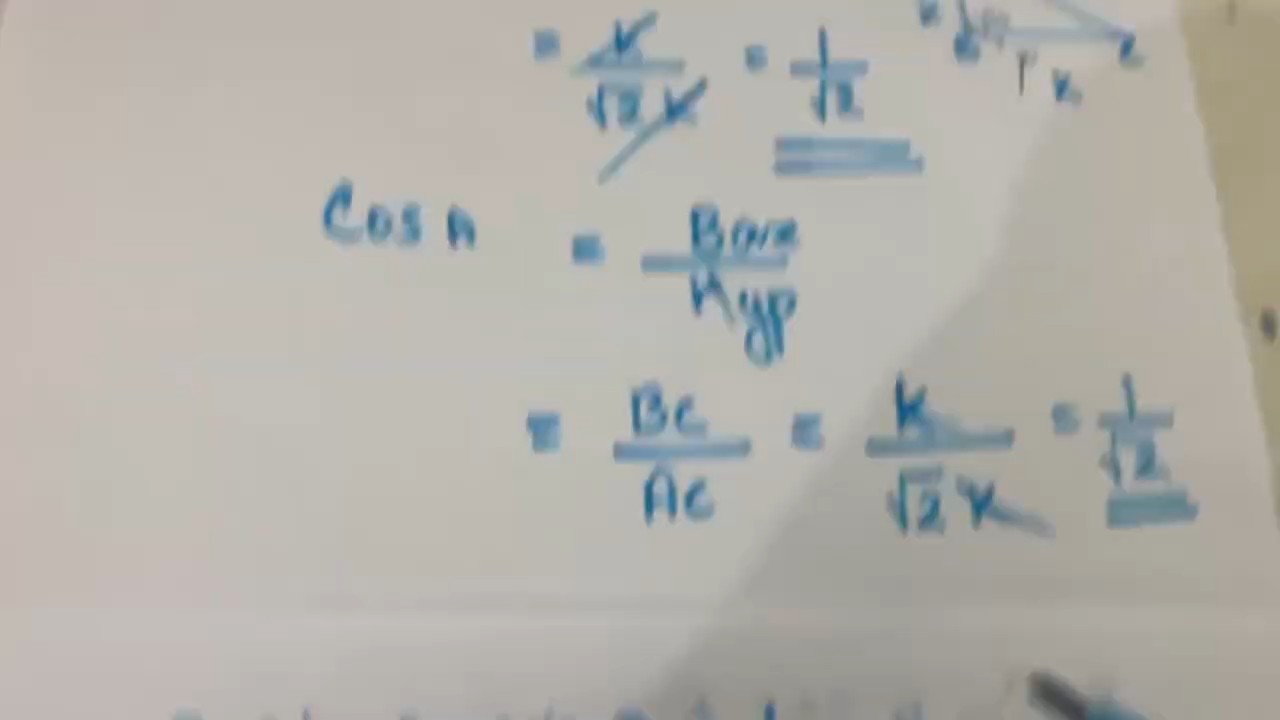 = K/√2 K = 1/√2
K
Cos A = Base/Hyp
= BC/AC = K/√2 K = 1/√2